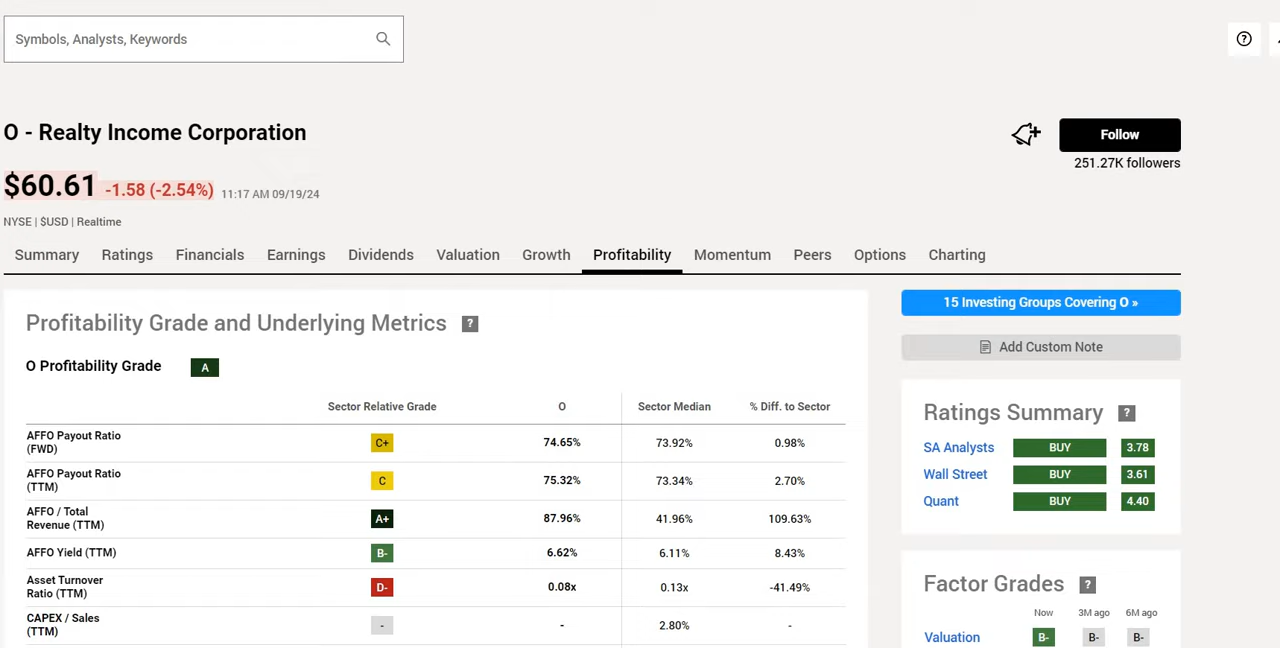 Symbols, Analysts, Keywords
?
O - Realty Income Corporation
Follow
251.27K followers
$60.61 -1.58 (-2.54%) 11:17 AM 09/19/24
NYSE | $USD | Realtime
Summary Ratings Financials Earnings Dividends Valuation Growth Profitability Momentum Peers Options Charting
15 Investing Groups Covering O »
Add Custom Note
Profitability Grade and Underlying Metrics ?
O Profitability Grade A
Sector Relative Grade O Sector Median % Diff. to Sector
AFFO Payout Ratio
(FWD) C+ 74.65% 73.92% 0.98%
AFFO Payout Ratio
(TTM) C 75.32% 73.34% 2.70%
AFFO / Total
Revenue (TTM) A+ 87.96% 41.96% 109.63%
AFFO Yield (TTM) B- 6.62% 6.11% 8.43%
Asset Turnover
Ratio (TTM) D- 0.08x 0.13x -41.49%
CAPEX / Sales
(TTM) - - 2.80% -
Ratings Summary ?
SA Analysts BUY 3.78
Wall Street BUY 3.61
Quant BUY 4.40
Factor Grades ?
Now 3M ago 6M ago
Valuation B- B- B-